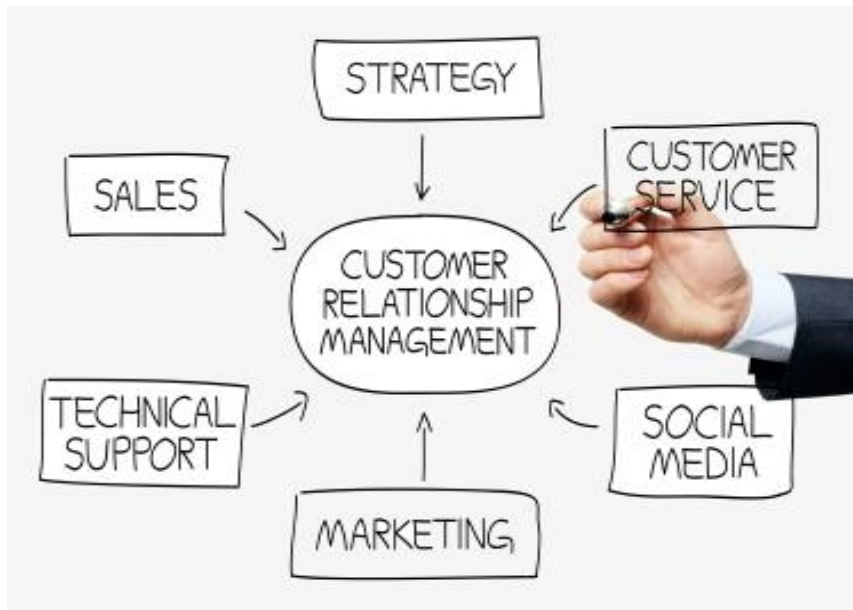 STRATEGY
CUSTOMER
SERVICE
SALES
CUSTOMER
RELATIONSHIP
MANAGEMENT
TECHNICAL
SUPPORT
SOCIAL
MEDIA
MARKETING